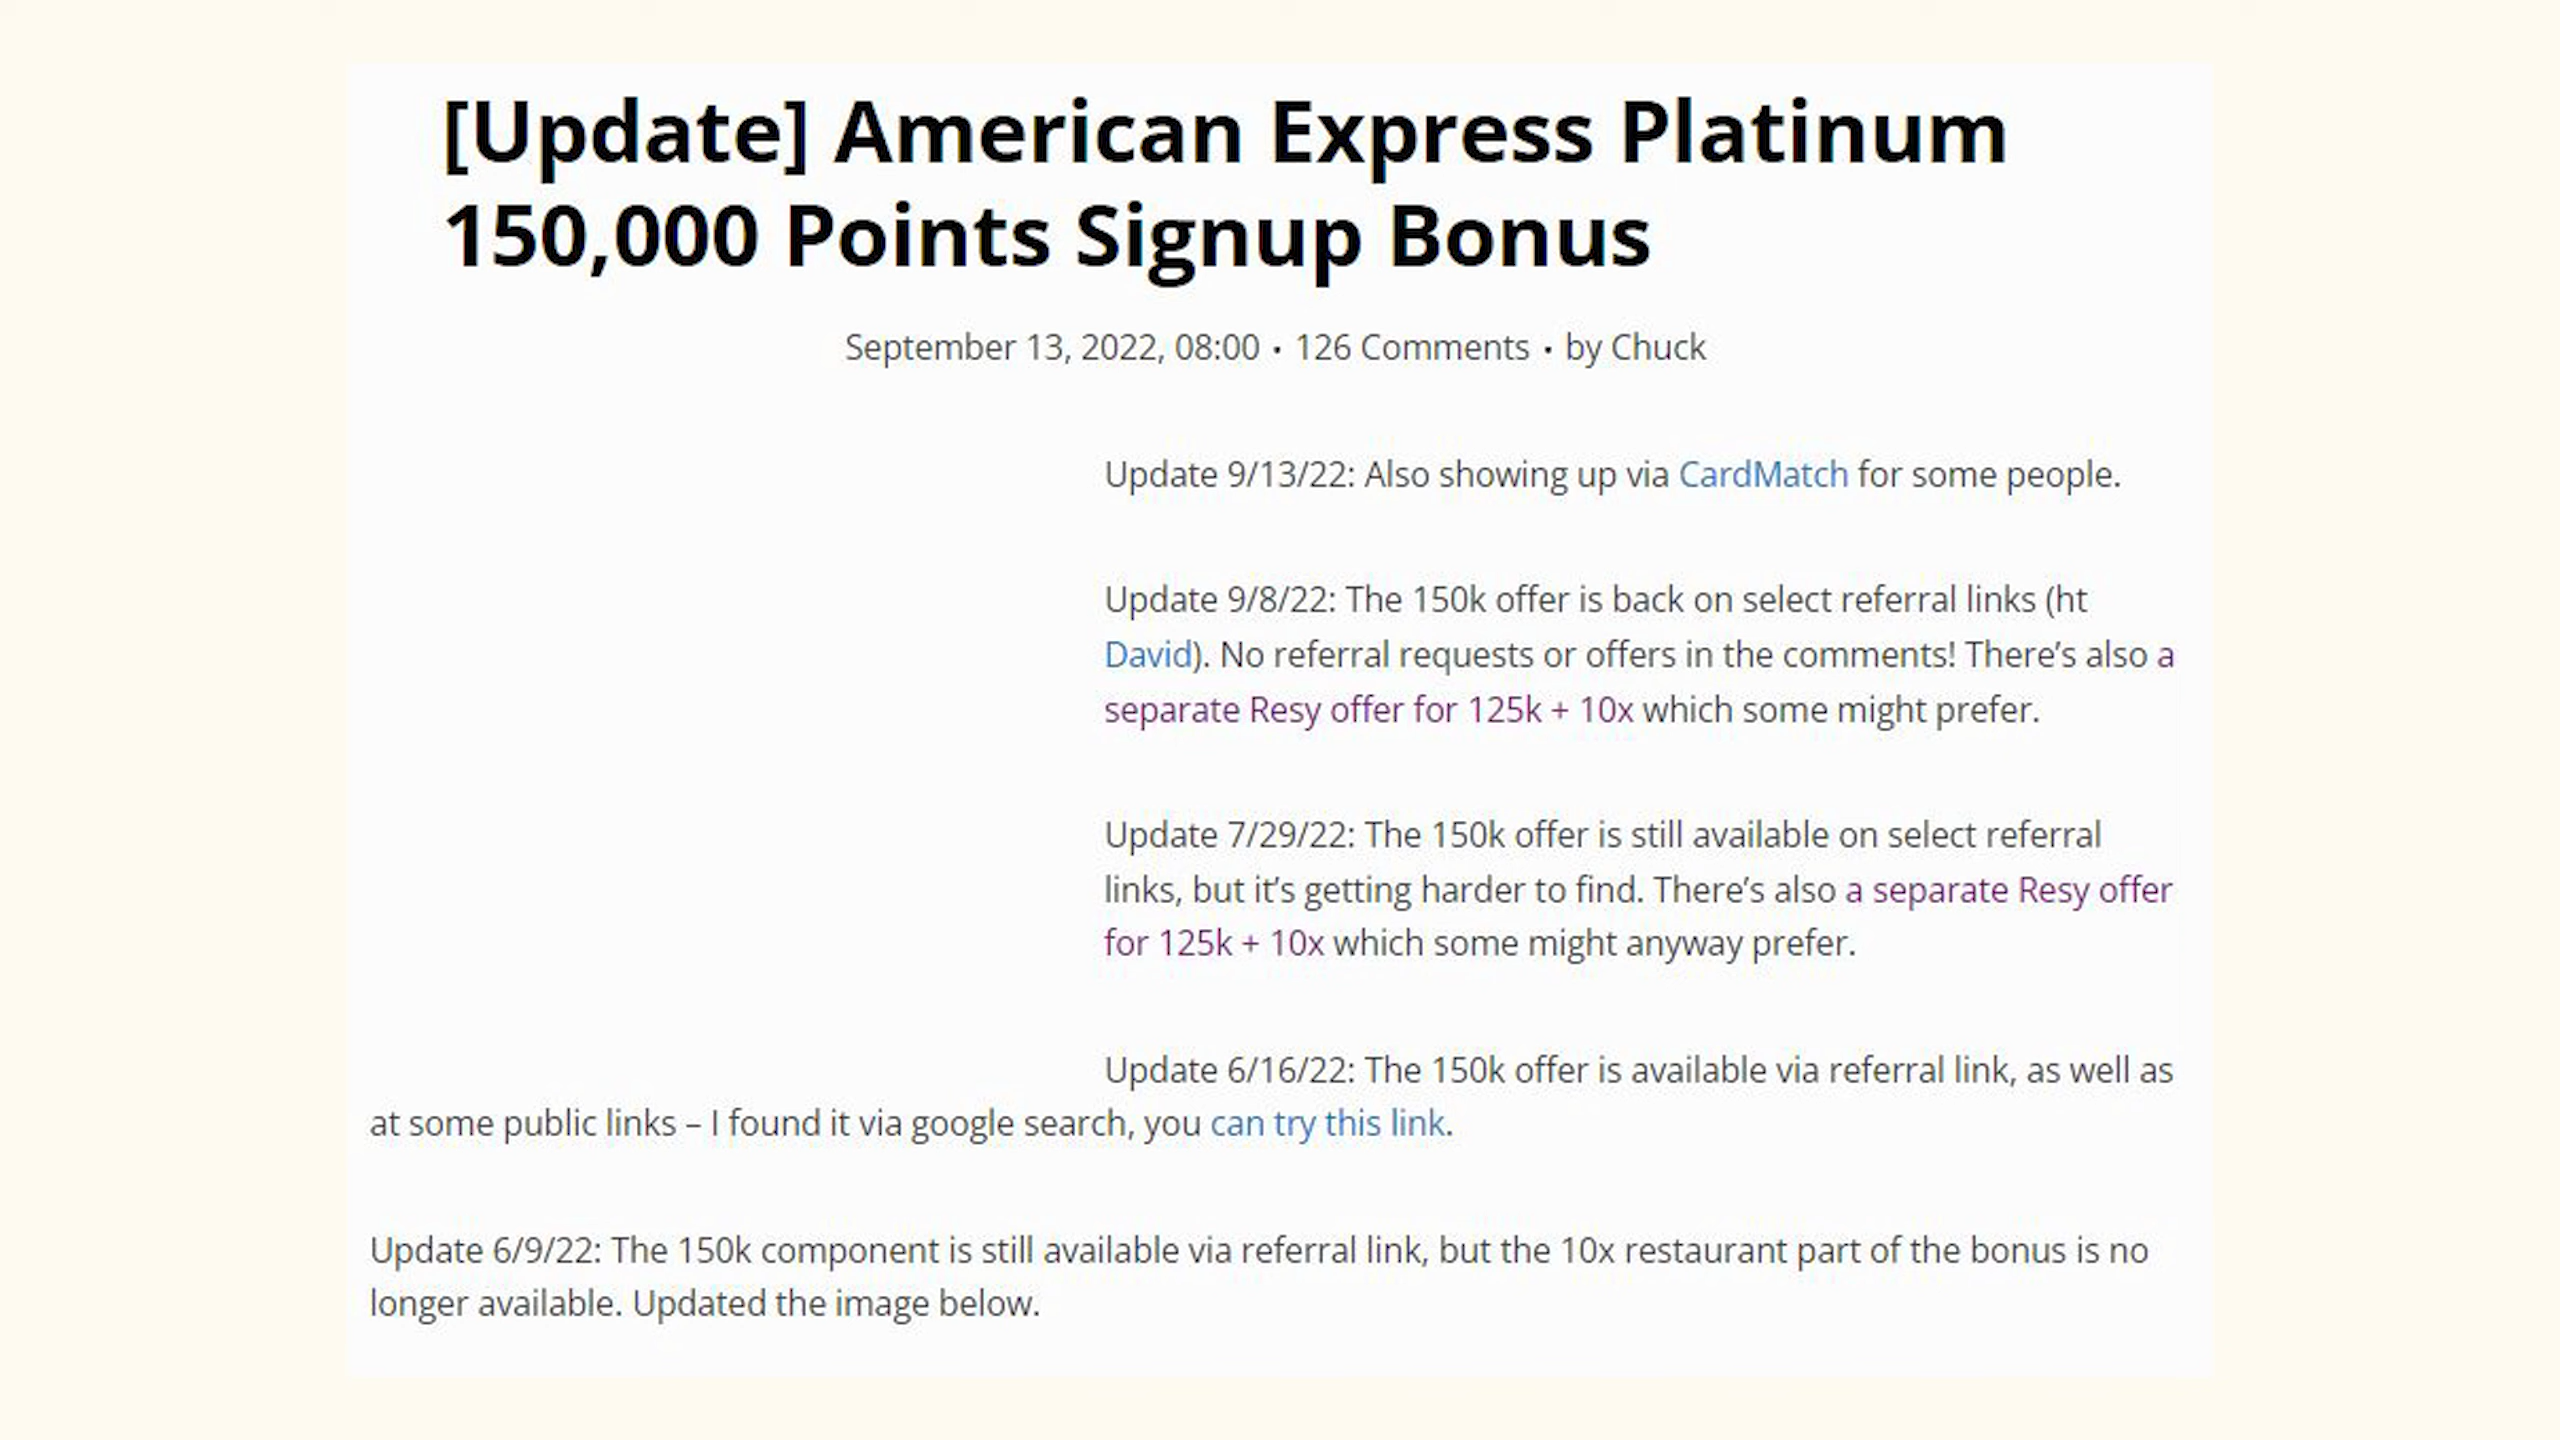 [Update] American Express Platinum
150,000 Points Signup Bonus
September 13, 2022, 08:00 • 126 Comments • by Chuck
Update 9/13/22: Also showing up via CardMatch for some people.
Update 9/8/22: The 150k offer is back on select referral links (ht
David). No referral requests or offers in the comments! There’s also a
separate Resy offer for 125k + 10x which some might prefer.
Update 7/29/22: The 150k offer is still available on select referral
links, but it’s getting harder to find. There’s also a separate Resy offer
for 125k + 10x which some might anyway prefer.
Update 6/16/22: The 150k offer is available via referral link, as well as
at some public links – I found it via google search, you can try this link.
Update 6/9/22: The 150k component is still available via referral link, but the 10x restaurant part of the bonus is no
longer available. Updated the image below.